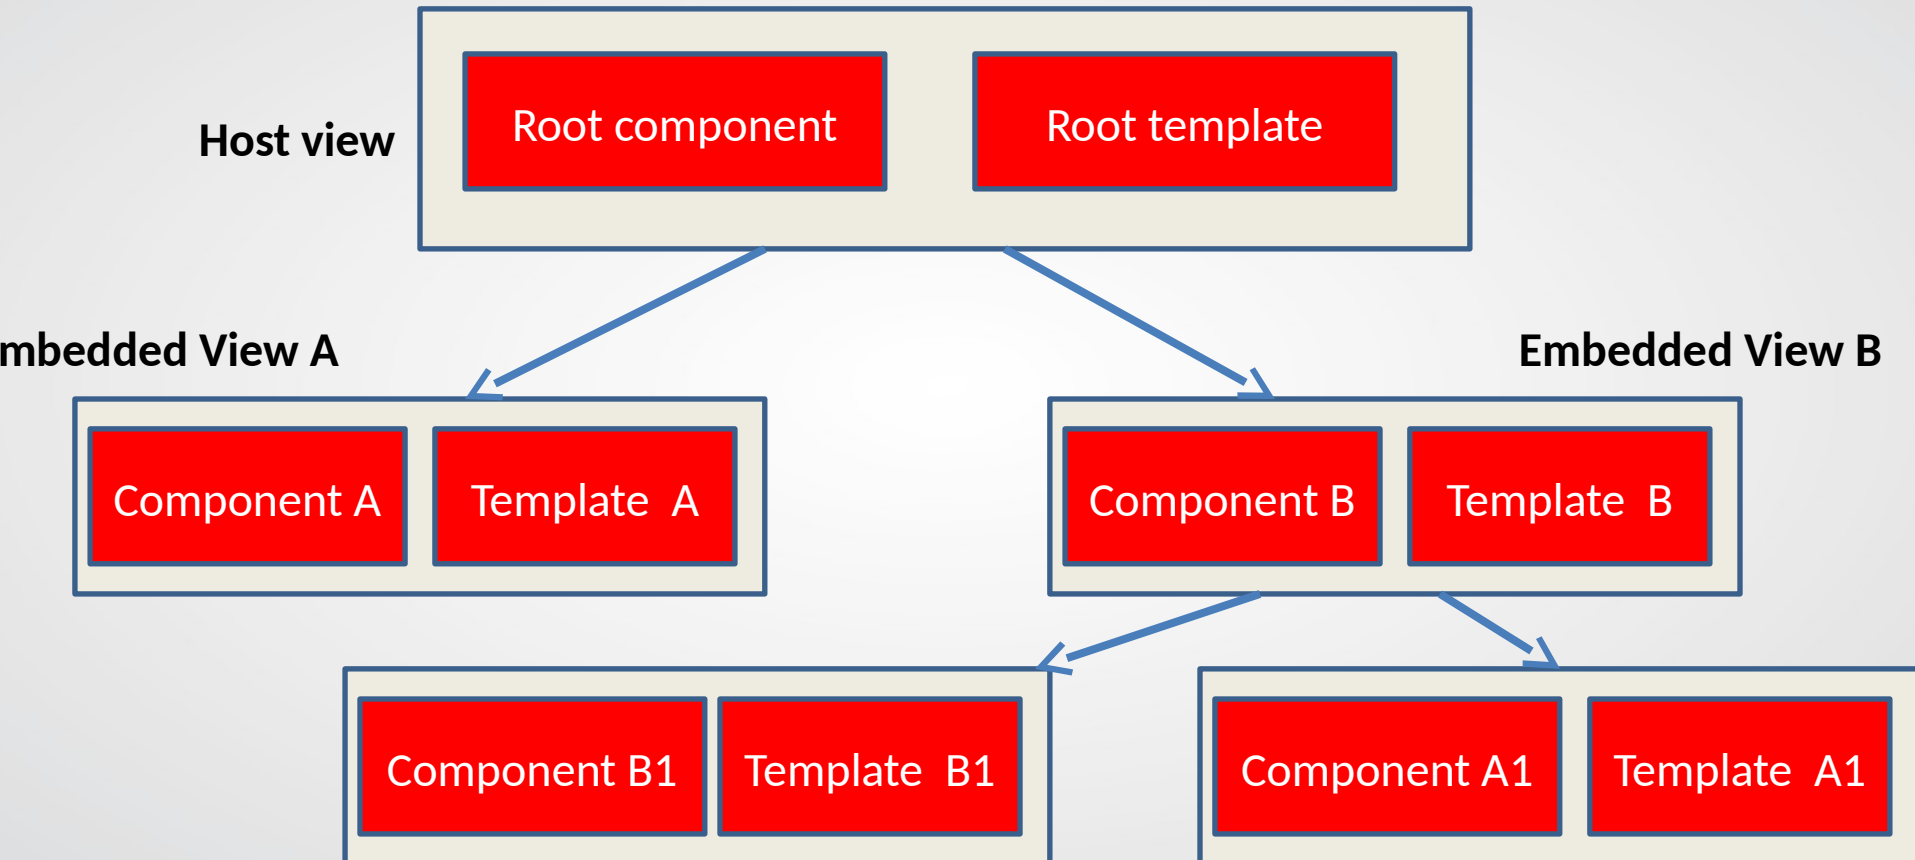 Root component
Root template
Host view
mbedded View A
Embedded View B
Component A
Template  A
Component B
Template  B
Component B1
Template  B1
Component A1
Template  A1